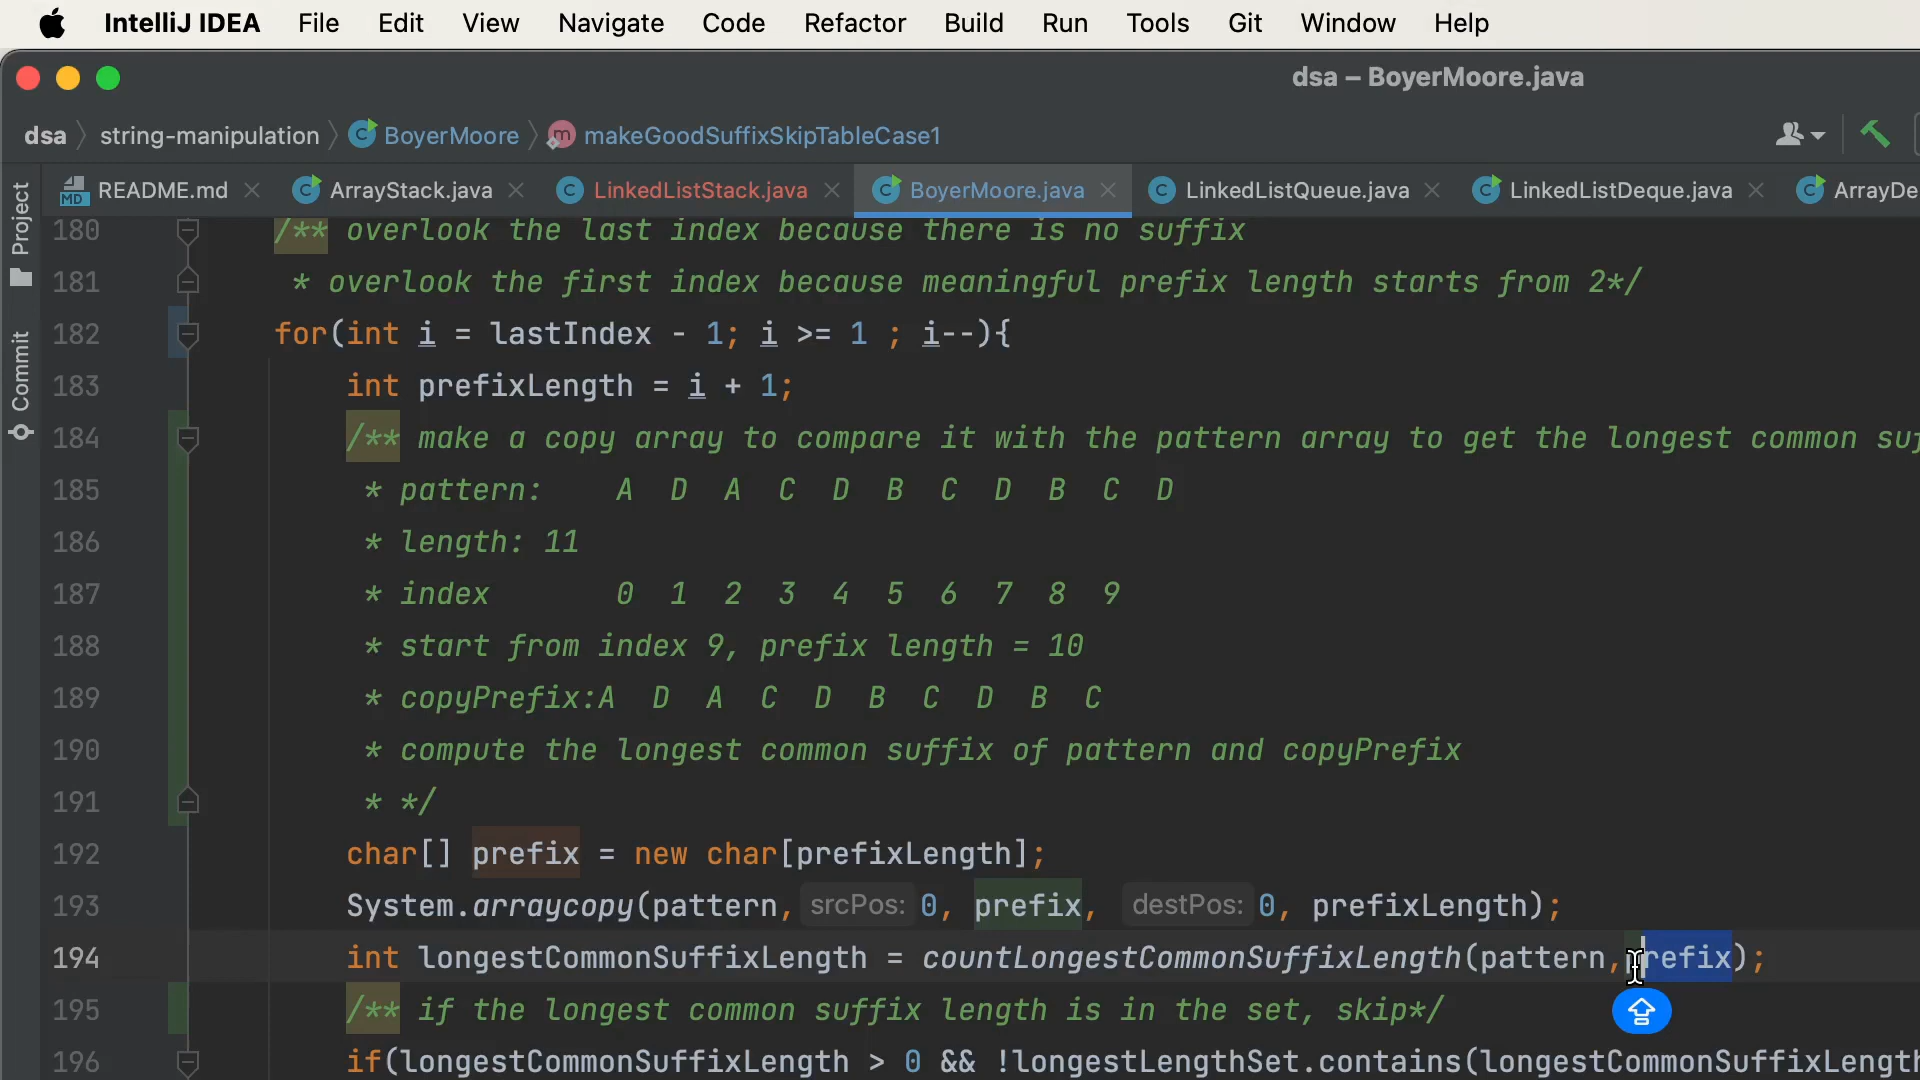 IntelliJ IDEA File Edit View Navigate Code Refactor Build Run Tools Git Window Help
dsa – BoyerMoore.java
dsa string-manipulation BoyerMoore makeGoodSuffixSkipTableCase1
README.md ArrayStack.java LinkedListStack.java BoyerMoore.java LinkedListQueue.java LinkedListDeque.java ArrayDe
Project
Commit
180 /** overlook the last index because there is no suffix
181 * overlook the first index because meaningful prefix length starts from 2*/
182 for(int i = lastIndex - 1; i >= 1 ; i--){
183 int prefixLength = i + 1;
184 /** make a copy array to compare it with the pattern array to get the longest common suf
185 * pattern: A D A C D B C D B C D
186 * length: 11
187 * index 0 1 2 3 4 5 6 7 8 9
188 * start from index 9, prefix length = 10
189 * copyPrefix:A D A C D B C D B C
190 * compute the longest common suffix of pattern and copyPrefix
191 * */
192 char[] prefix = new char[prefixLength];
193 System.arraycopy(pattern, srcPos: 0, prefix, destPos: 0, prefixLength);
194 int longestCommonSuffixLength = countLongestCommonSuffixLength(pattern,prefix);
195 /** if the longest common suffix length is in the set, skip*/
196 if(longestCommonSuffixLength > 0 && !longestLengthSet.contains(longestCommonSuffixLength